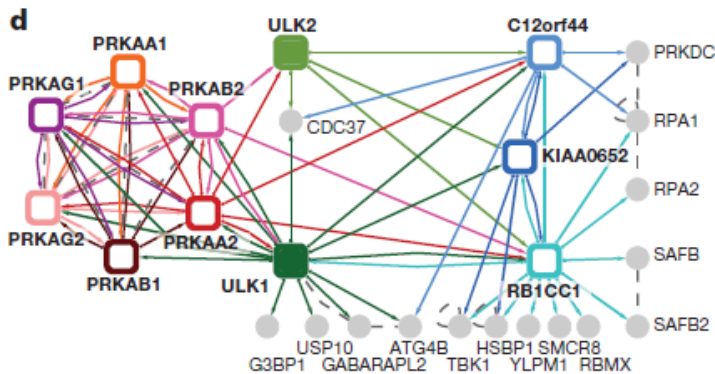 d
ULK2
C12orf44
PRKAA1
PRKDC
PRKAG1
PRKAB2
CDC37
RPA1
KIAA0652
RPA2
PRKAG2
PRKAA2
SAFB
PRKAB1
ULK1
RB1CC1
SAFB2
USP10
ATG4B
HSBP1
SMCR8
G3BP1
GABARAPL2
TBK1
YLPM1
RBMX